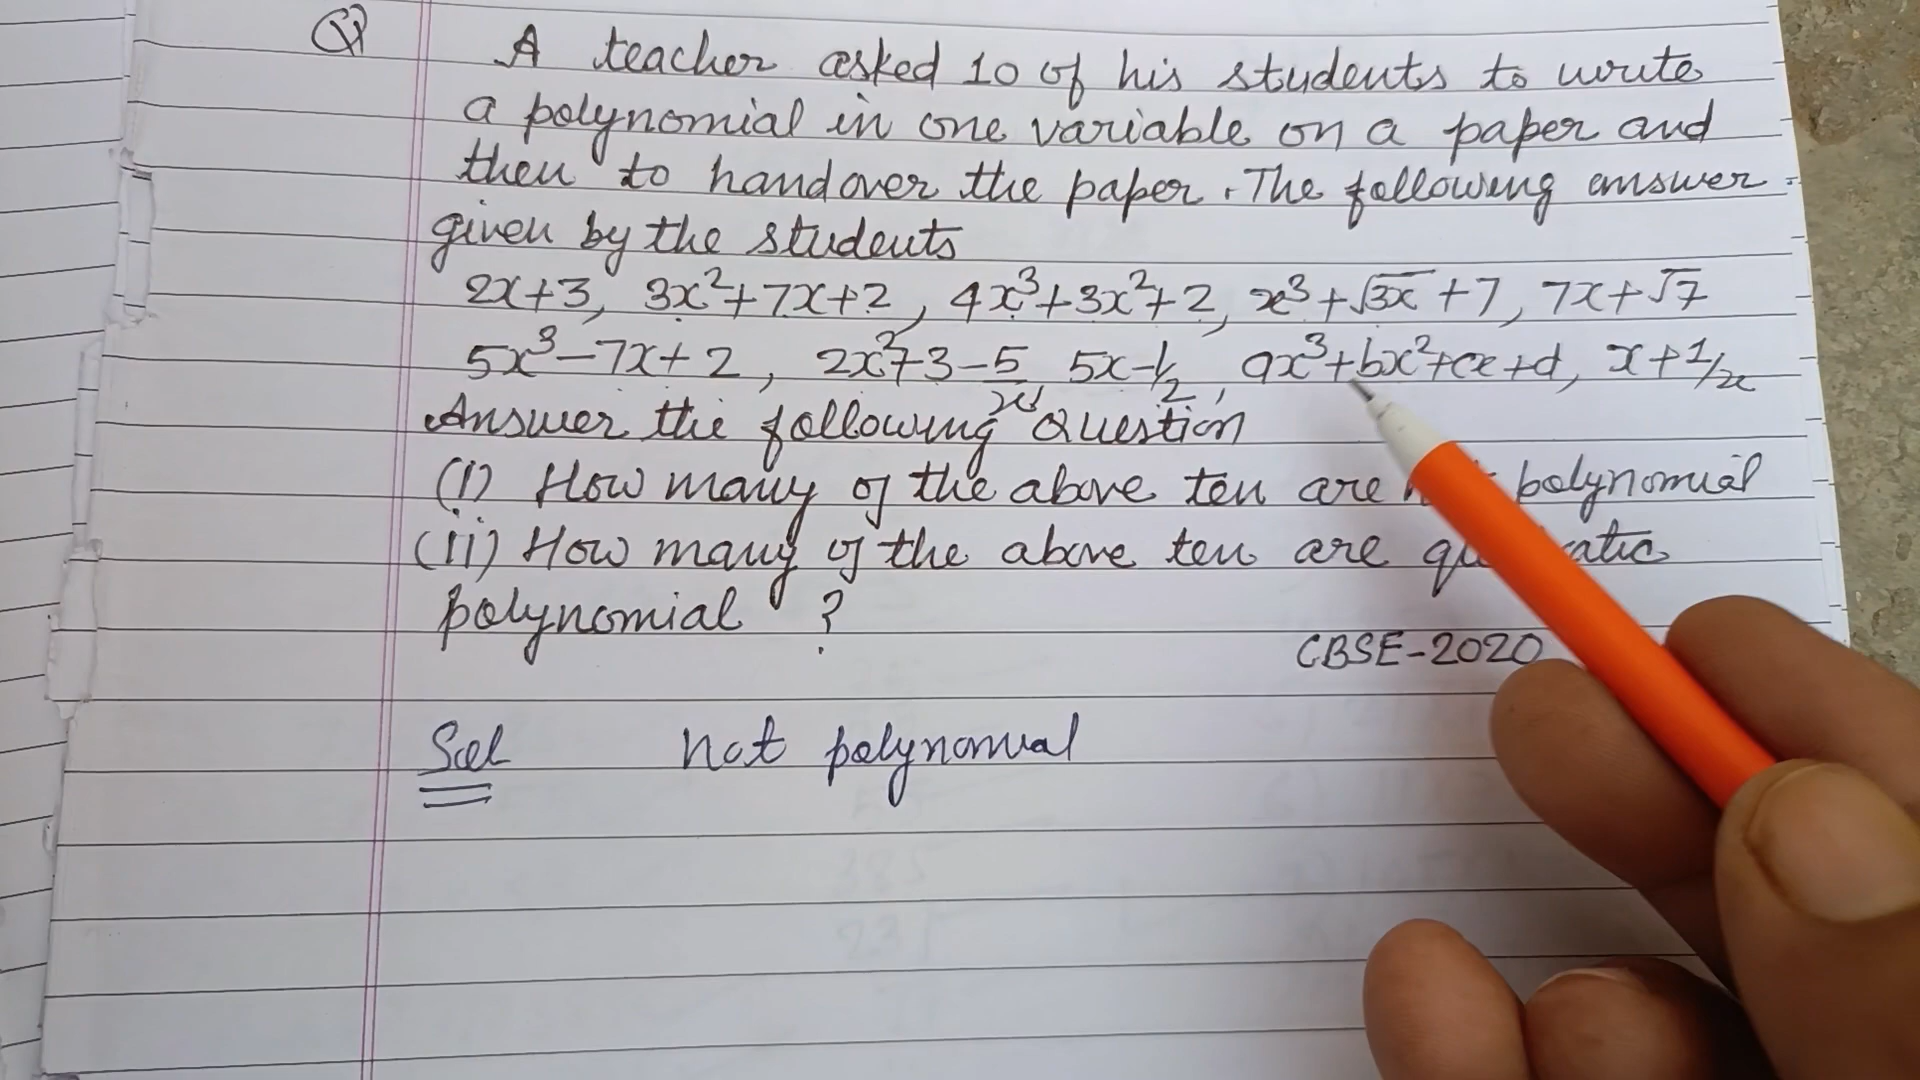 Q
A teacher asked 10 of his students to write
a polynomial in one variable on a paper and
then to handover the paper. The following answer
given by the students
2x+3, 3x²+7x+2, 4x³+3x²+2, x³+√3x+7, 7x+√7
5x³-7x+2, 2x²+3-5/x, 5x-1/2, ax³+bx²+cx+d, x+1/x
Answer the following Question
(I) How many of the above ten are polynomial
(II) How many of the above ten are
polynomial ?
CBSE-2020
Sol Not polynomial